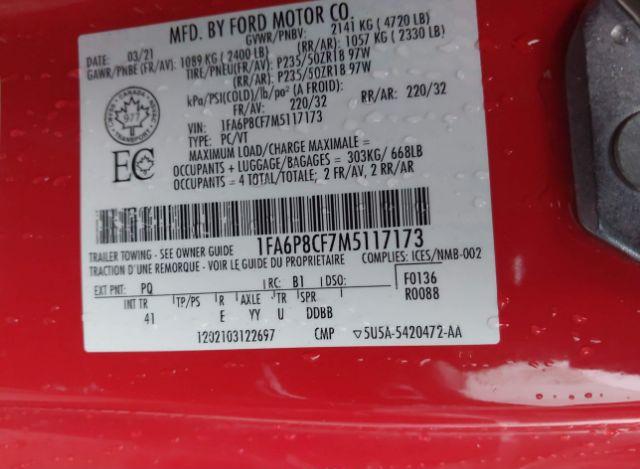 MFD. BY FORD MOTOR CO.
DATE: 03/21 GVWR/PNBV: 2141 KG (4720 LB)
GAWR/PNBE (FR/AV): 1089 KG (2400 LB) (RR/AR): 1057 KG (2330 LB)
TIRE/PNEU(FR/AV): P235/50ZR18 97W
(RR/AR): P235/50ZR18 97W
kPa/PSI(COLD)/lb/po² (A FROID):
FR/AV: 220/32 RR/AR: 220/32
VIN: 1FA6P8CF7M5117173
TYPE: PC/VT
MAXIMUM LOAD/CHARGE MAXIMALE =
OCCUPANTS + LUGGAGE/BAGAGES = 303KG/ 668LB
OCCUPANTS = 4 TOTAL/TOTALE; 2 FR/AV, 2 RR/AR
CANADA
977
TRANSPORT
EC
1FA6P8CF7M5117173
TRAILER TOWING - SEE OWNER GUIDE
TRACTION D'UNE REMORQUE - VOIR LE GUIDE DU PROPRIETAIRE COMPLIES: ICES/NMB-002
EXT PNT: PQ RC: B1 DSO: F0136
INT TR TP/PS R AXLE TR SPR R0088
41 E YY U DDBB
1202103122697 CMP ▽5U5A-5420472-AA